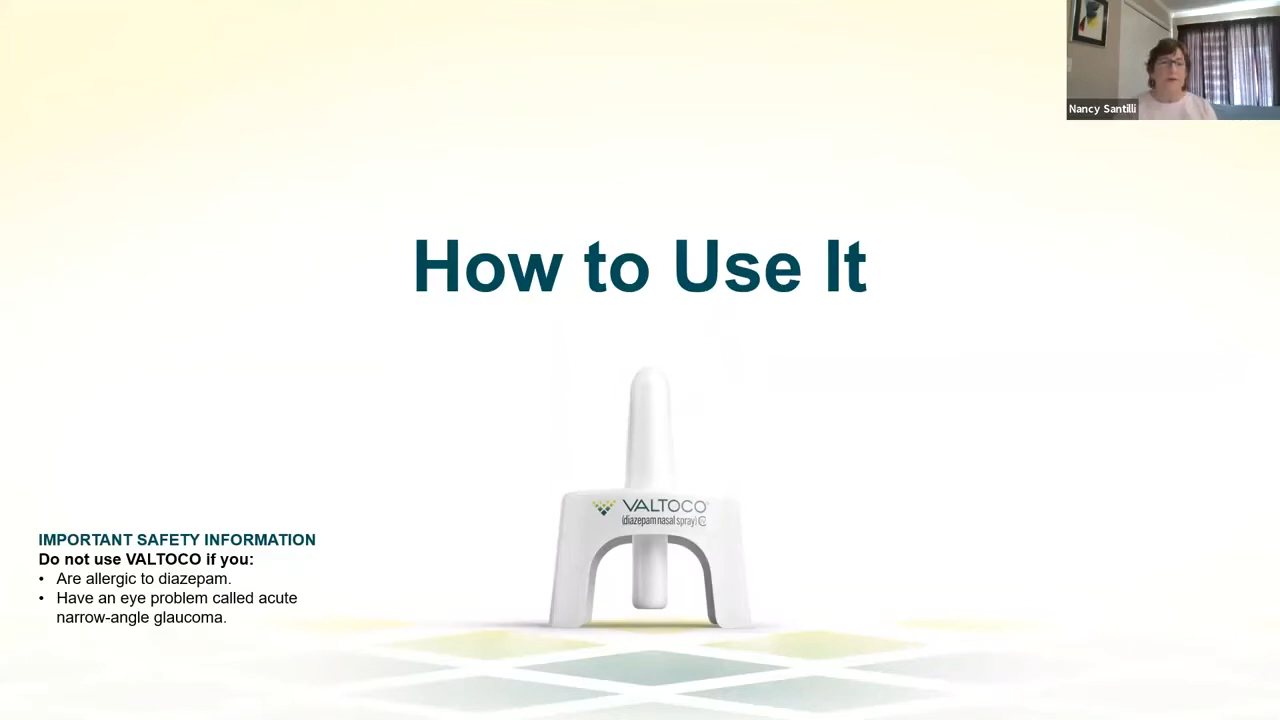 Nancy Santilli
How to Use It
VALTOCO®
(diazepam nasal spray) CIV
IMPORTANT SAFETY INFORMATION
Do not use VALTOCO if you:
• Are allergic to diazepam.
• Have an eye problem called acute
narrow-angle glaucoma.